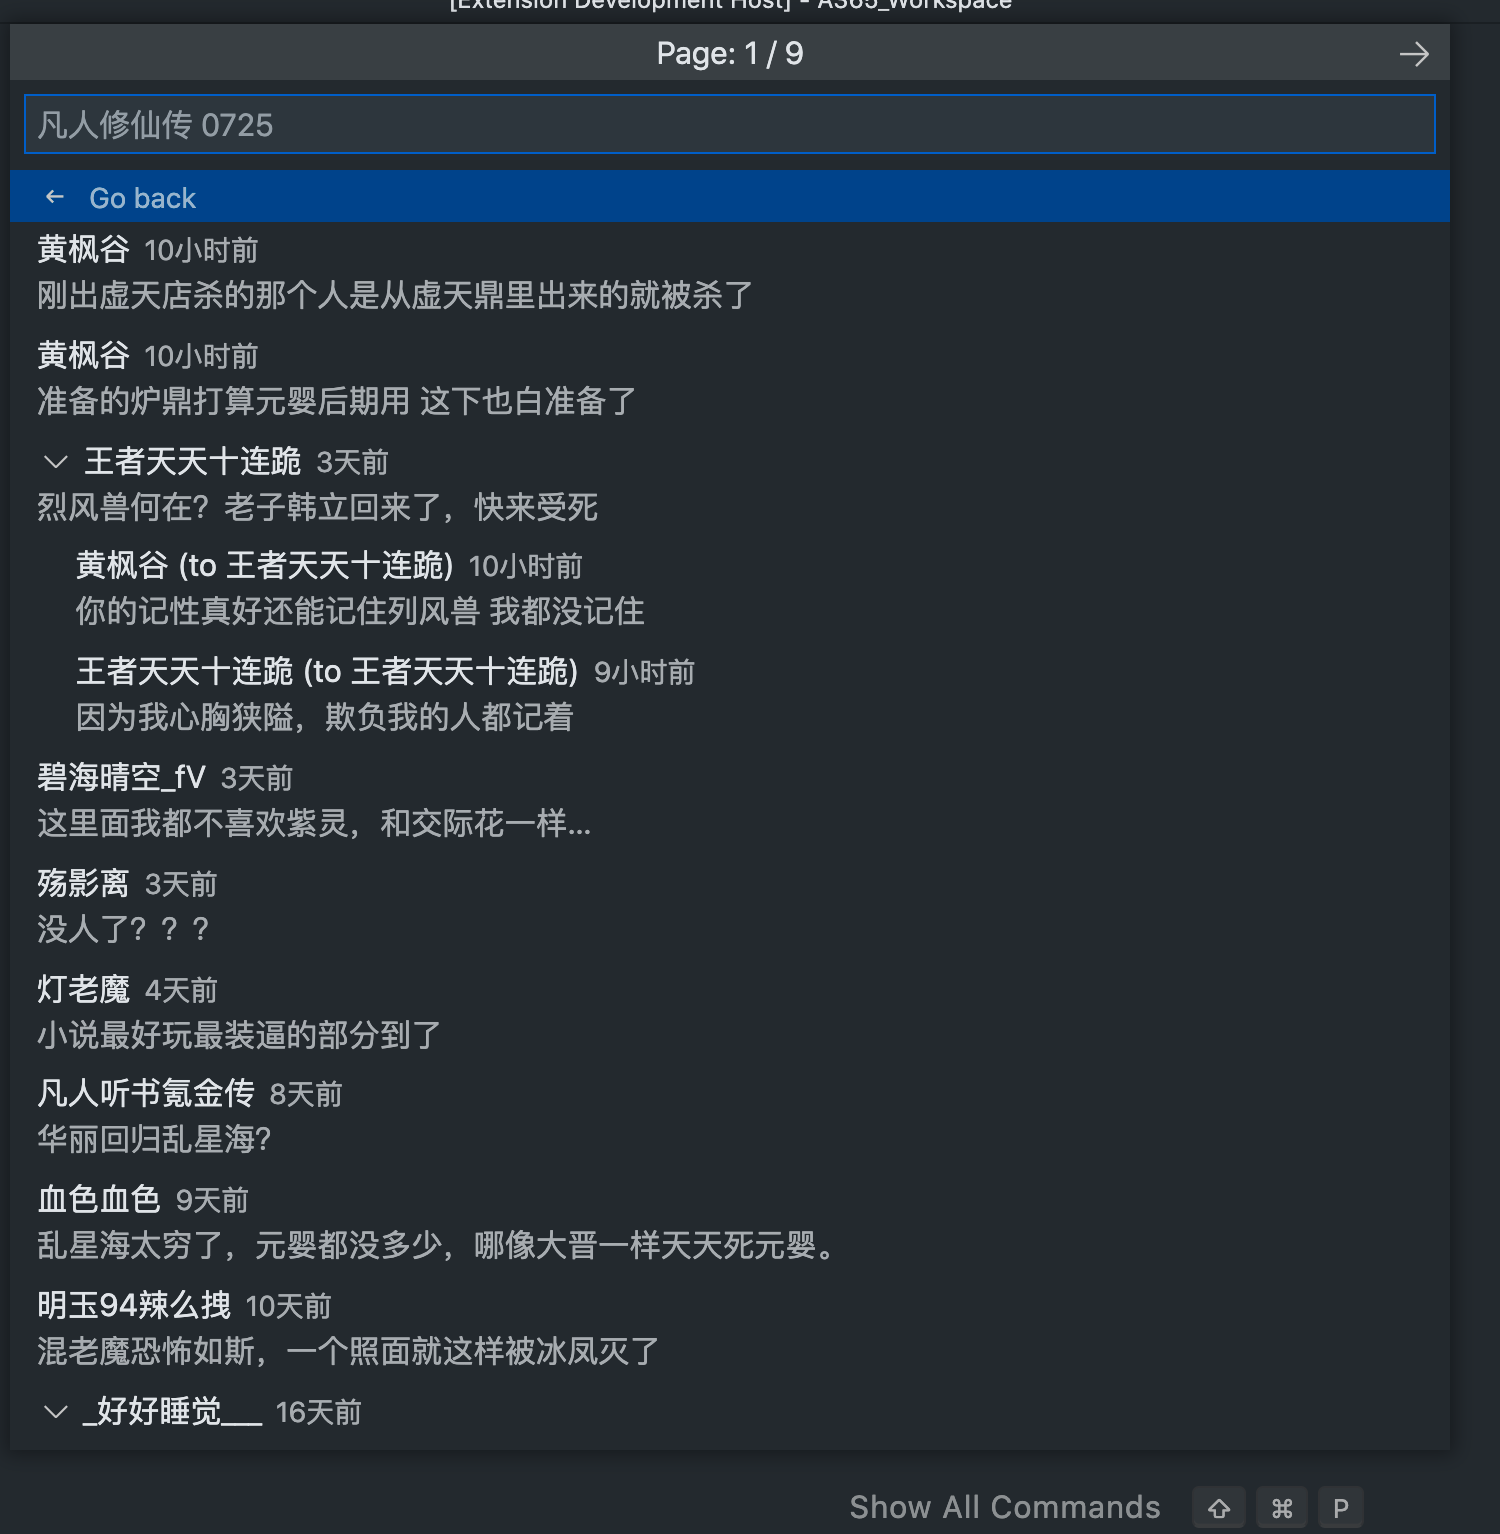 [Extension Development Host] - AS65_Workspace
Page: 1 / 9
凡人修仙传 0725
Go back
黄枫谷 10小时前
刚出虚天店杀的那个人是从虚天鼎里出来的就被杀了
黄枫谷 10小时前
准备的炉鼎打算元婴后期用 这下也白准备了
王者天天十连跪 3天前
烈风兽何在？老子韩立回来了，快来受死
黄枫谷 (to 王者天天十连跪) 10小时前
你的记性真好还能记住列风兽 我都没记住
王者天天十连跪 (to 王者天天十连跪) 9小时前
因为我心胸狭隘，欺负我的人都记着
碧海晴空_fV 3天前
这里面我都不喜欢紫灵，和交际花一样...
殇影离 3天前
没人了？？？
灯老魔 4天前
小说最好玩最装逼的部分到了
凡人听书氪金传 8天前
华丽回归乱星海?
血色血色 9天前
乱星海太穷了，元婴都没多少，哪像大晋一样天天死元婴。
明玉94辣么拽 10天前
混老魔恐怖如斯，一个照面就这样被冰凤灭了
_好好睡觉___ 16天前
Show All Commands ⇧ ⌘ P